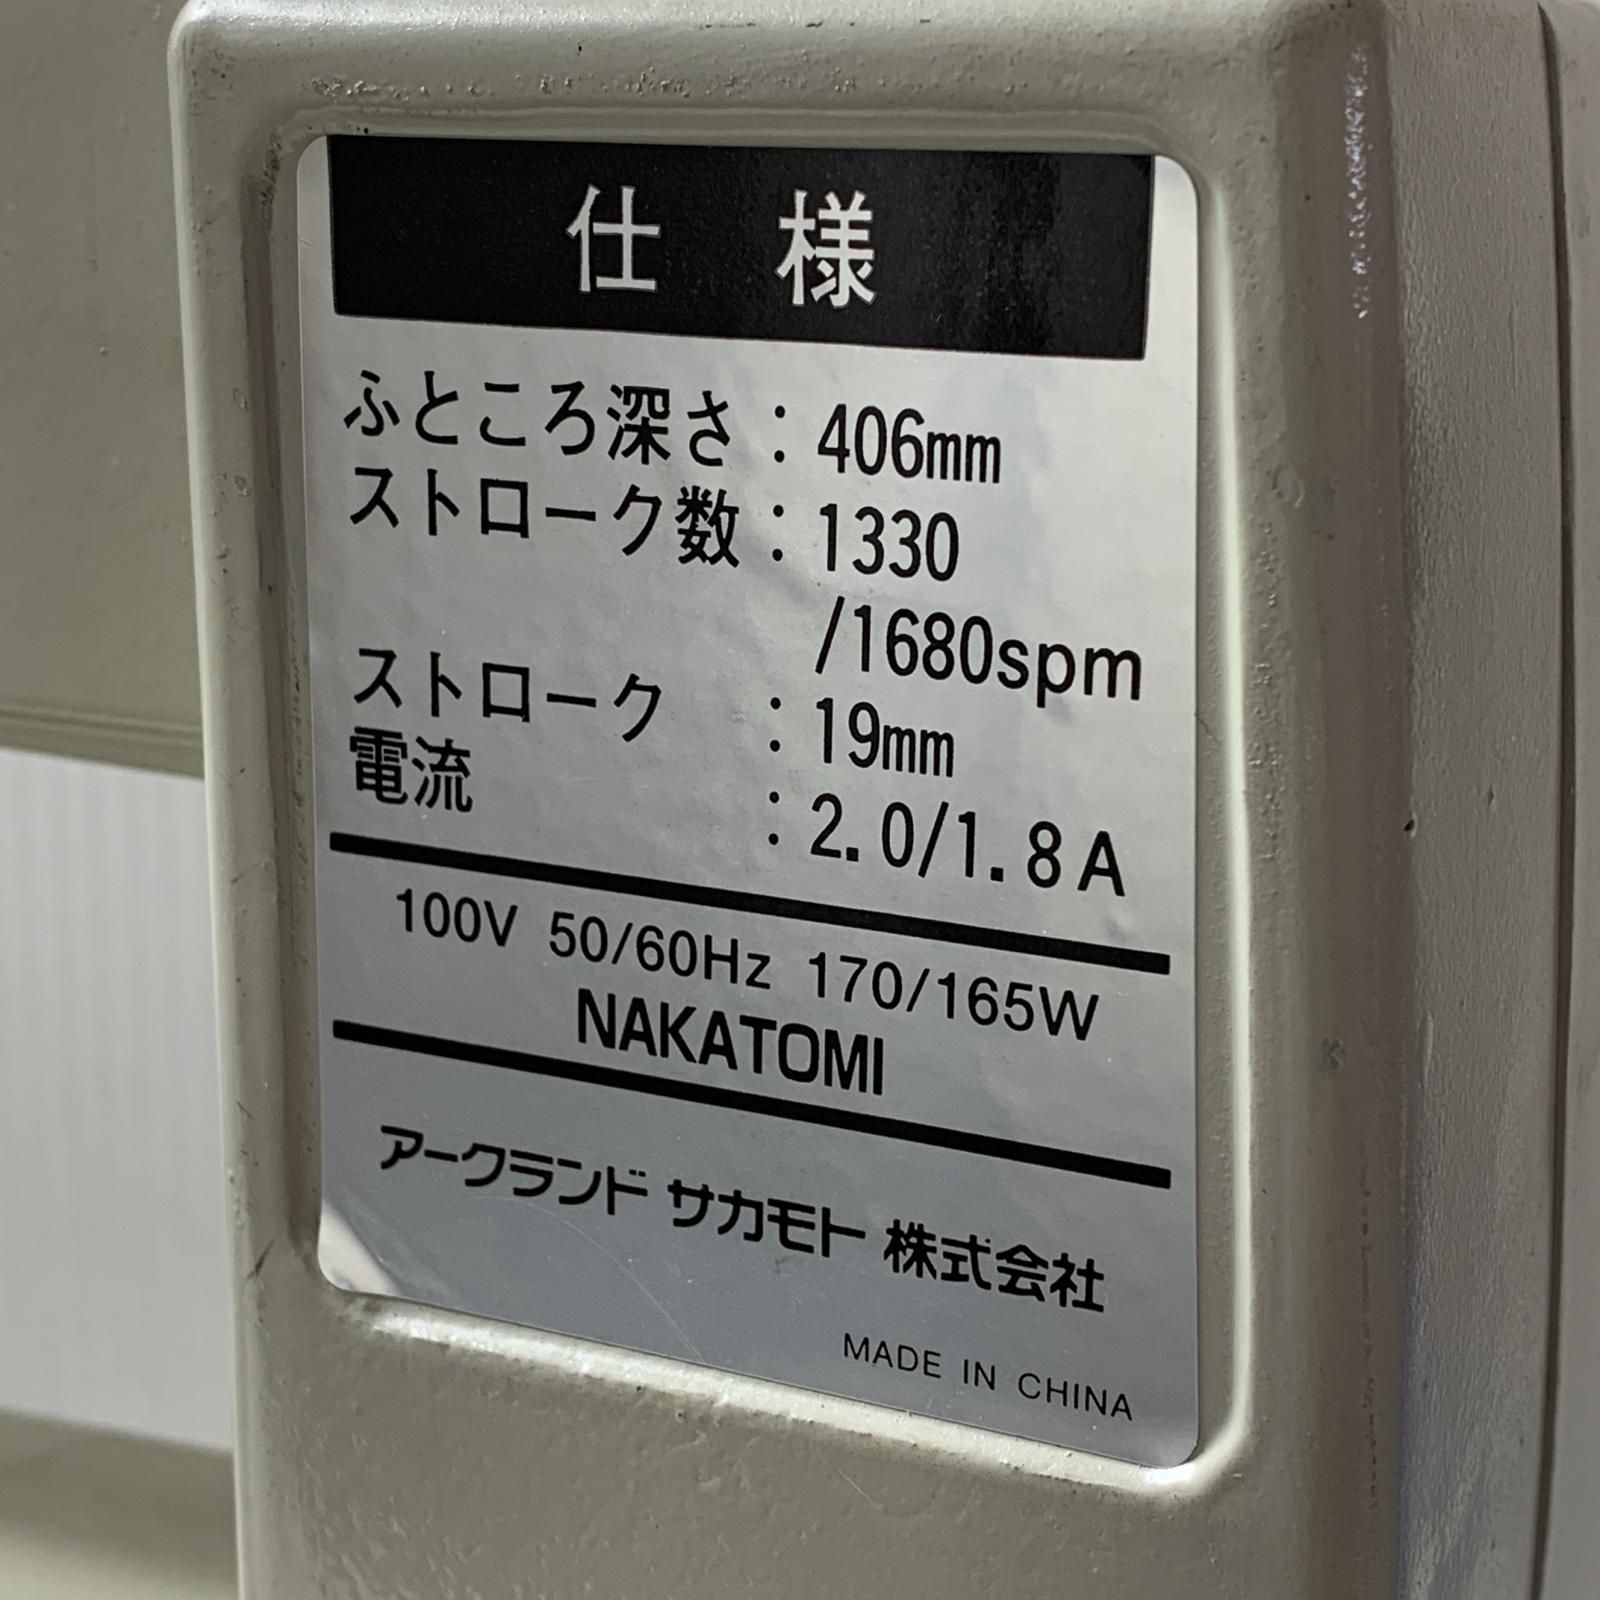 仕様
ふところ深さ：406mm
ストローク数：1330
/1680spm
ストローク：19mm
電流：2.0/1.8A
100V 50/60Hz 170/165W
NAKATOMI
アークランド サカモト 株式会社
MADE IN CHINA